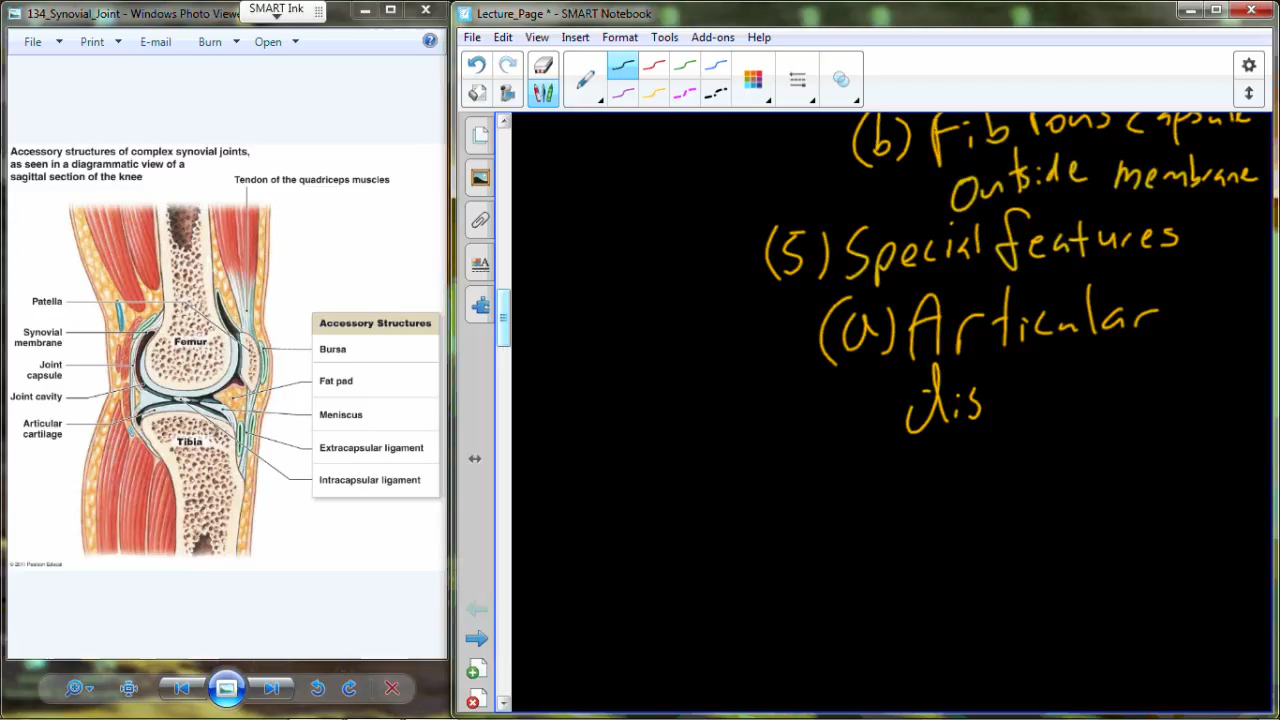 134_Synovial_Joint - Windows Photo Viewe
SMART Ink
File
Print
E-mail
Burn
Open
Accessory structures of complex synovial joints,
as seen in a diagrammatic view of a
sagittal section of the knee
Tendon of the quadriceps muscles
Patella
Synovial
membrane
Joint
capsule
Joint cavity
Articular
cartilage
Femur
Tibia
Accessory Structures
Bursa
Fat pad
Meniscus
Extracapsular ligament
Intracapsular ligament
Lecture_Page * - SMART Notebook
File Edit View Insert Format Tools Add-ons Help
(b) Fibrous capsule
Outside membrane
(5) Special features
(a) Articular
dis